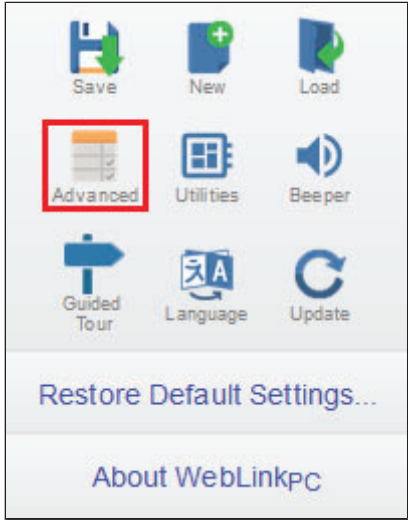 Save New Load
Advanced Utilities Beeper
Guided Language Update
Tour
Restore Default Settings...
About WebLinkPC